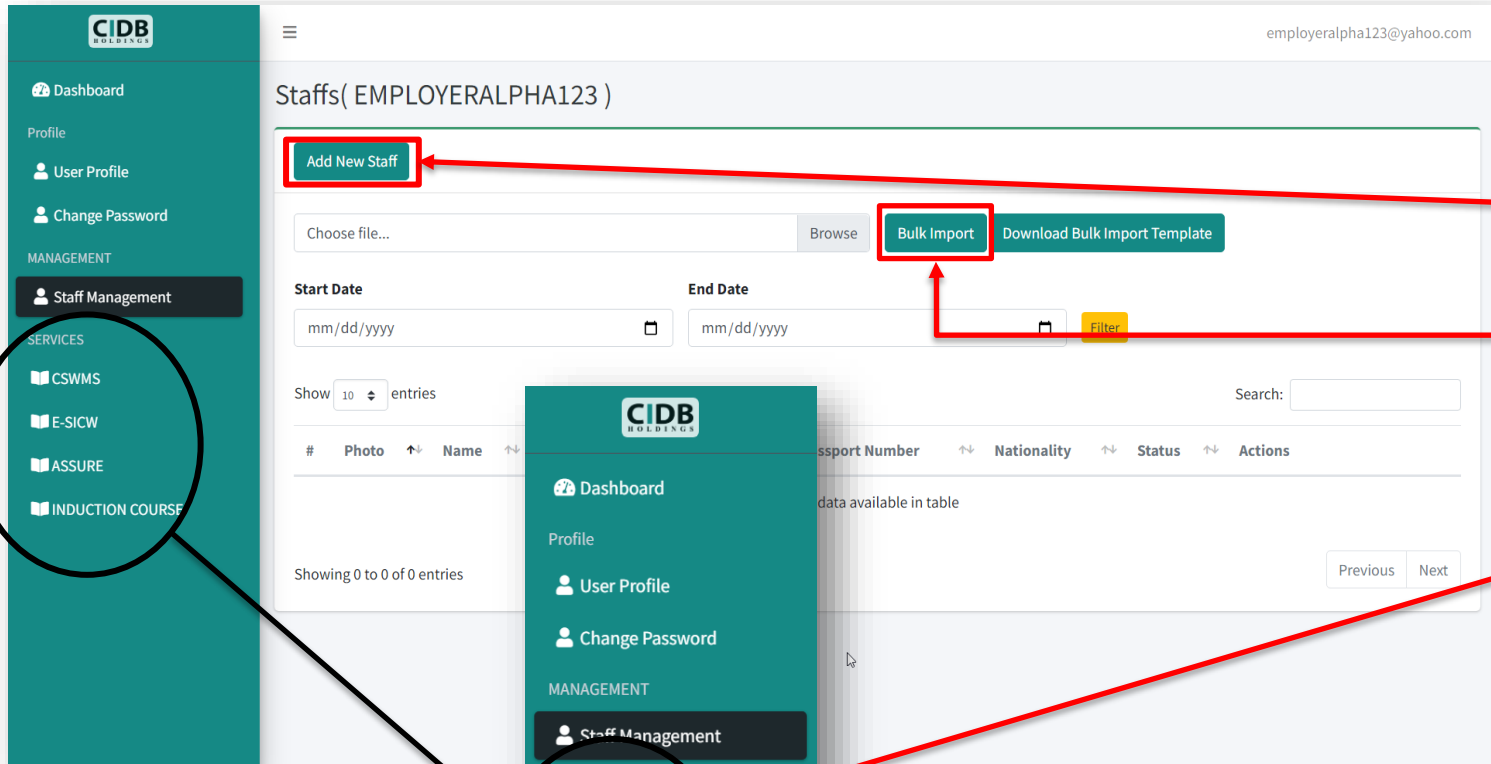 CIDB
HOLDINGS
employeralpha123@yahoo.com
Dashboard
Profile
User Profile
Change Password
MANAGEMENT
Staff Management
SERVICES
CSWMS
E-SICW
ASSURE
INDUCTION COURSE
Staffs( EMPLOYERALPHA123 )
Add New Staff
Choose file... Browse Bulk Import Download Bulk Import Template
Start Date End Date
mm/dd/yyyy mm/dd/yyyy Filter
Show 10 entries Search:
# Photo Name ssport Number Nationality Status Actions
data available in table
Showing 0 to 0 of 0 entries Previous Next
CIDB
HOLDINGS
Dashboard
Profile
User Profile
Change Password
MANAGEMENT
Staff Management